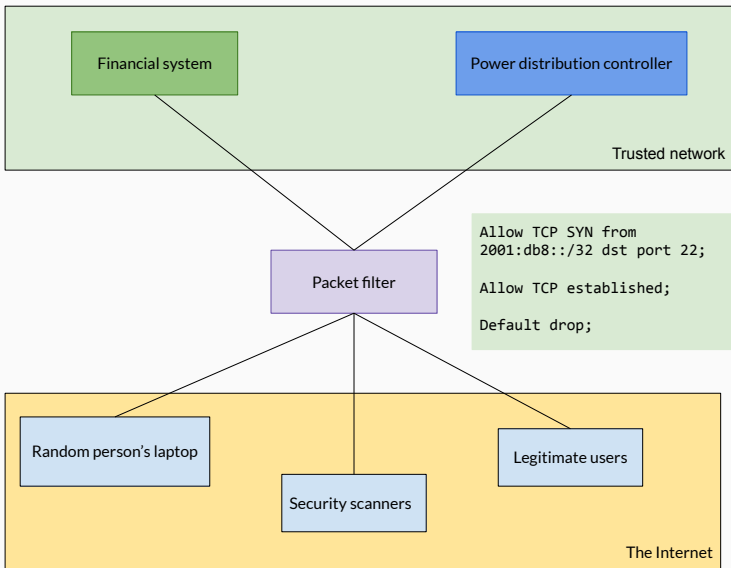 Financial system
Power distribution controller
Trusted network
Allow TCP SYN from
2001:db8::/32 dst port 22;
Allow TCP established;
Default drop;
Packet filter
Random person’s laptop
Legitimate users
Security scanners
The Internet